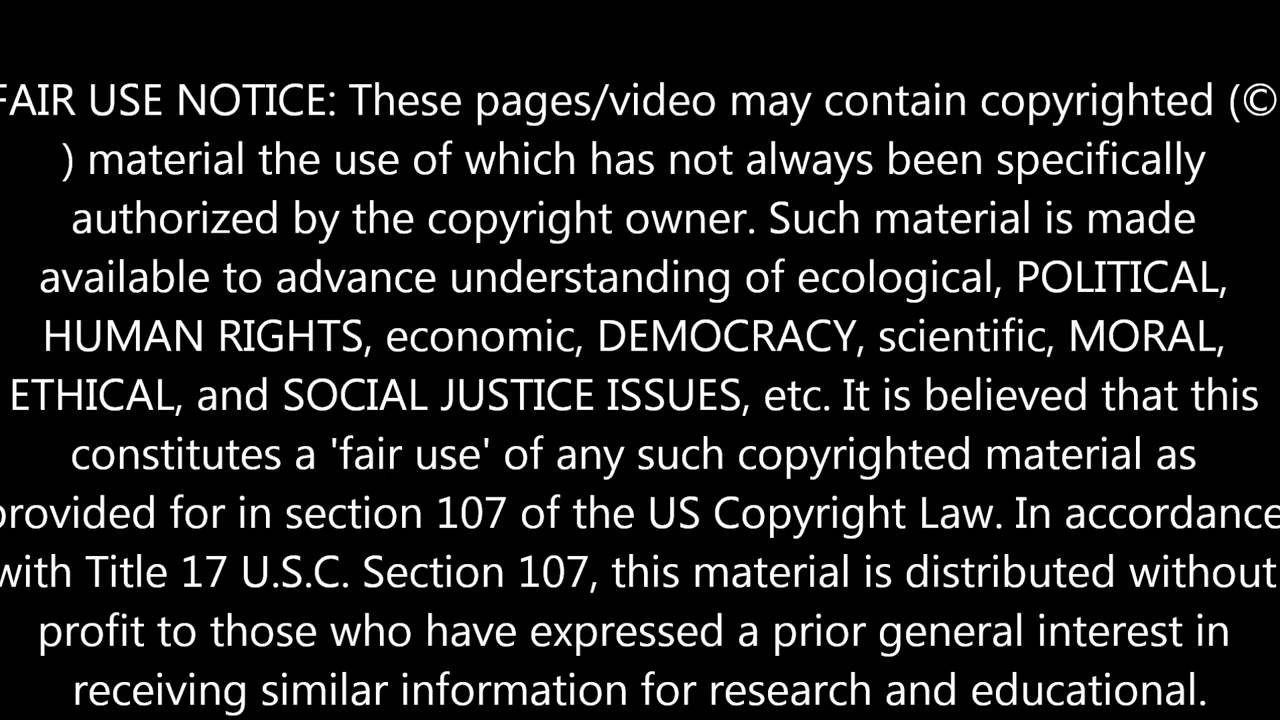 FAIR USE NOTICE: These pages/video may contain copyrighted (©
) material the use of which has not always been specifically
authorized by the copyright owner. Such material is made
available to advance understanding of ecological, POLITICAL,
HUMAN RIGHTS, economic, DEMOCRACY, scientific, MORAL,
ETHICAL, and SOCIAL JUSTICE ISSUES, etc. It is believed that this
constitutes a 'fair use' of any such copyrighted material as
provided for in section 107 of the US Copyright Law. In accordance
with Title 17 U.S.C. Section 107, this material is distributed without
profit to those who have expressed a prior general interest in
receiving similar information for research and educational.